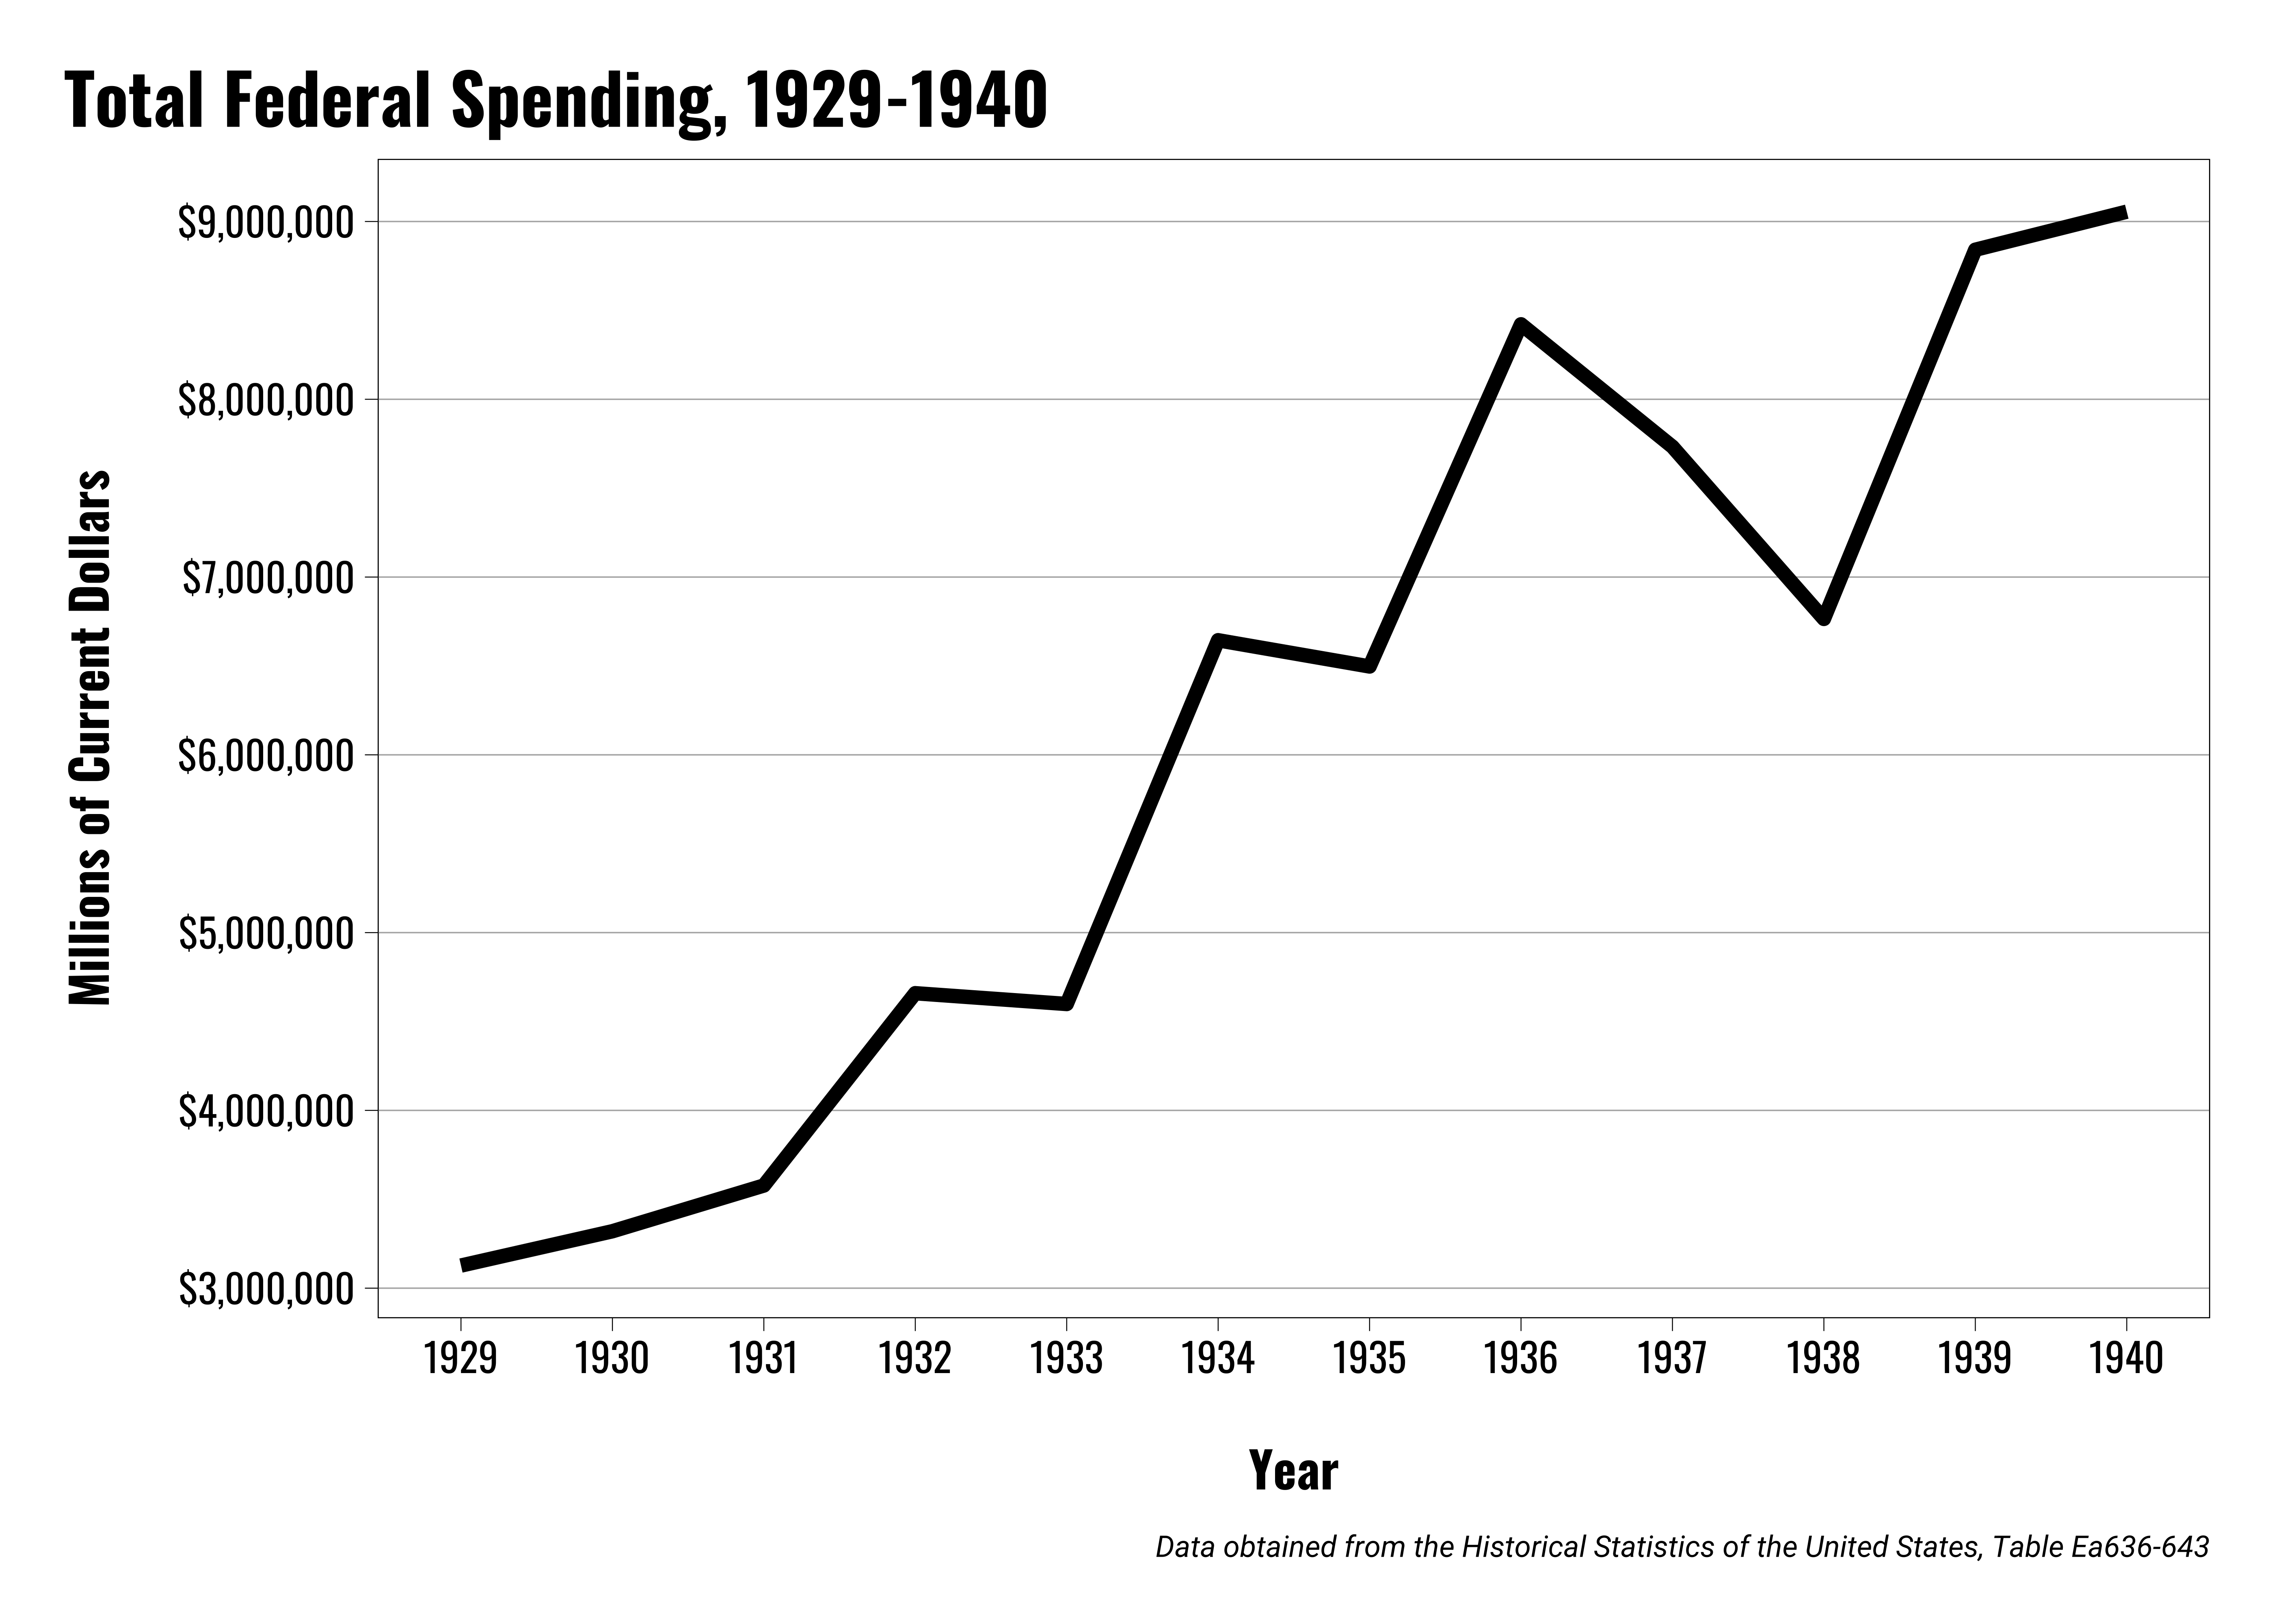 Total Federal Spending, 1929-1940
Millions of Current Dollars
$9,000,000
$8,000,000
$7,000,000
$6,000,000
$5,000,000
$4,000,000
$3,000,000
1929 1930 1931 1932 1933 1934 1935 1936 1937 1938 1939 1940
Year
Data obtained from the Historical Statistics of the United States, Table Ea636-643